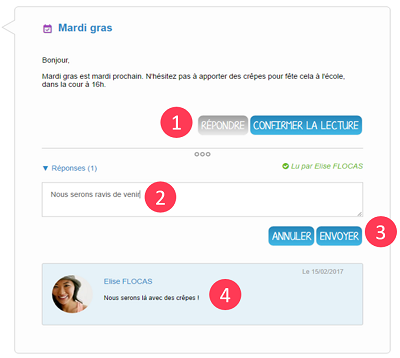 Mardi gras
Bonjour,
Mardi gras est mardi prochain. N'hésitez pas à apporter des crêpes pour fête cela à l'école,
dans la cour à 16h.
1 RÉPONDRE CONFIRMER LA LECTURE
▼ Réponses (1) Lu par Elise FLOCAS
Nous serons ravis de venir 2
ANNULER ENVOYER 3
Le 15/02/2017
Elise FLOCAS
Nous serons là avec des crêpes ! 4